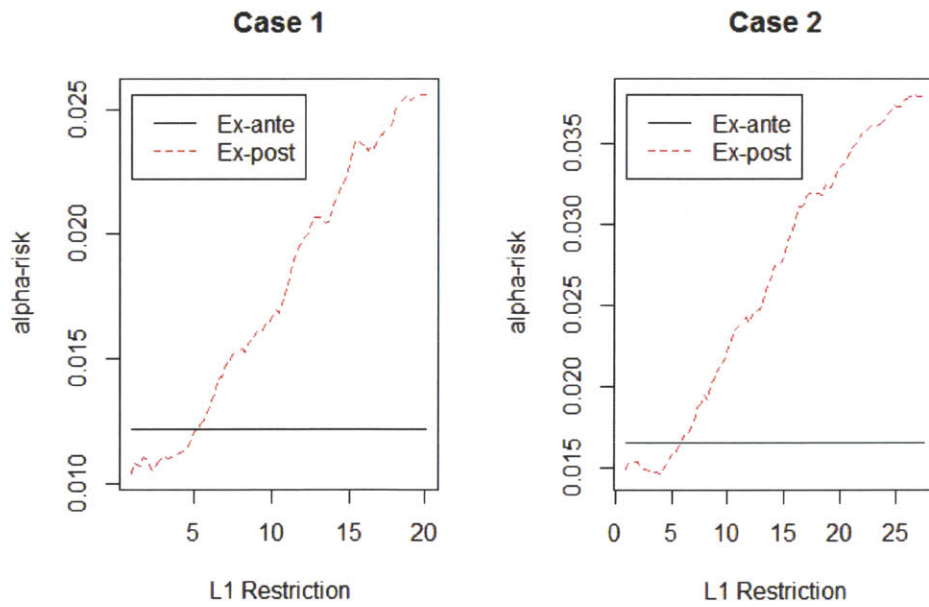 Case 1
Ex-ante
Ex-post
alpha-risk
0.025
0.020
0.015
0.010
5 10 15 20
L1 Restriction
Case 2
Ex-ante
Ex-post
alpha-risk
0.035
0.030
0.025
0.020
0.015
0 5 10 15 20 25
L1 Restriction